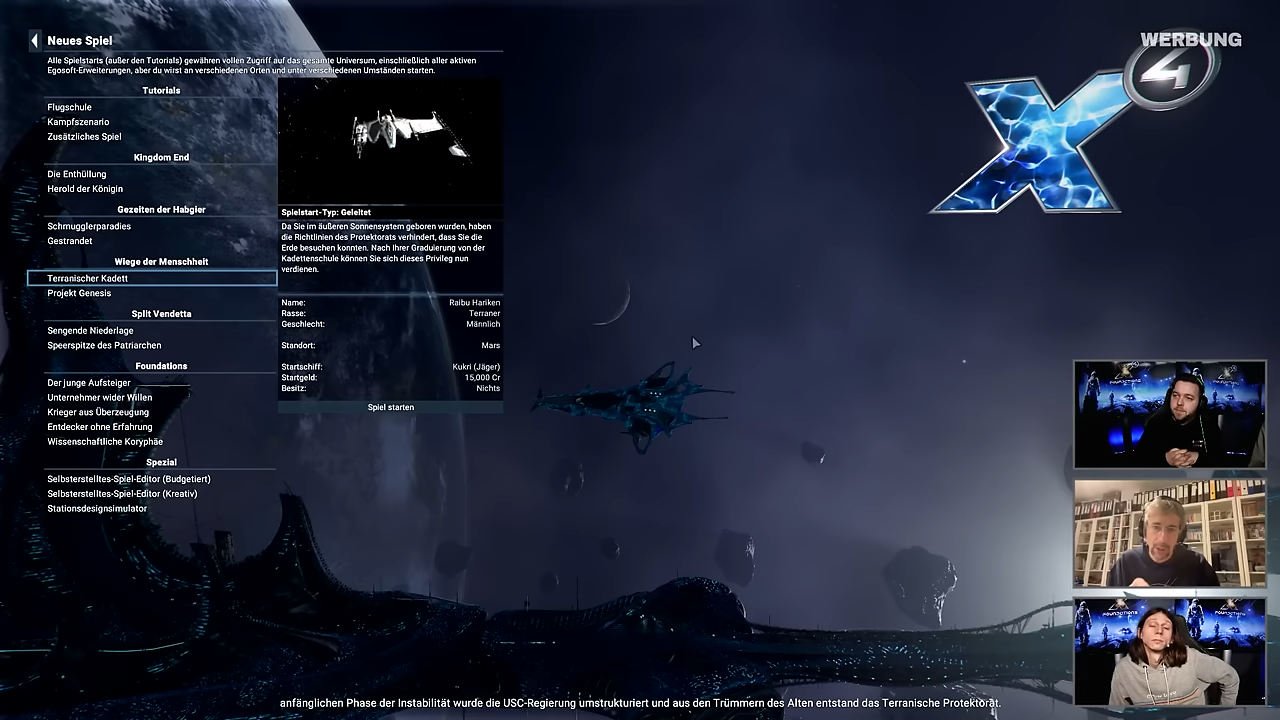 Neues Spiel
Alle Spielstarts (außer den Tutorials) gewähren vollen Zugriff auf das gesamte Universum, einschließlich aller aktiven
Egosoft-Erweiterungen, aber du wirst an verschiedenen Orten und unter verschiedenen Umständen starten.
Tutorials
Flugschule
Kampfszenario
Zusätzliches Spiel
Kingdom End
Die Enthüllung
Herold der Königin
Gezeiten der Habgier
Schmugglerparadies
Gestrandet
Wiege der Menschheit
Terranischer Kadett
Projekt Genesis
Split Vendetta
Sengende Niederlage
Speerspitze des Patriarchen
Foundations
Der junge Aufsteiger
Unternehmer wider Willen
Krieger aus Überzeugung
Entdecker ohne Erfahrung
Wissenschaftliche Koryphäe
Spezial
Selbsterstelltes-Spiel-Editor (Budgetiert)
Selbsterstelltes-Spiel-Editor (Kreativ)
Stationsdesignsimulator
Spielstart-Typ: Geleitet
Da Sie im äußeren Sonnensystem geboren wurden, haben
die Richtlinien des Protektorats verhindert, dass Sie die
Erde besuchen konnten. Nach Ihrer Graduierung von der
Kadettenschule können Sie sich dieses Privileg nun
verdienen.
Name: Raibu Hariken
Rasse: Terraner
Geschlecht: Männlich
Standort: Mars
Startschiff: Kukri (Jäger)
Startgeld: 15,000 Cr
Besitz: Nichts
Spiel starten
WERBUNG
X4
FOUNDATIONS
FOUNDATIONS
anfänglichen Phase der Instabilität wurde die USC-Regierung umstrukturiert und aus den Trümmern des Alten entstand das Terranische Protektorat.